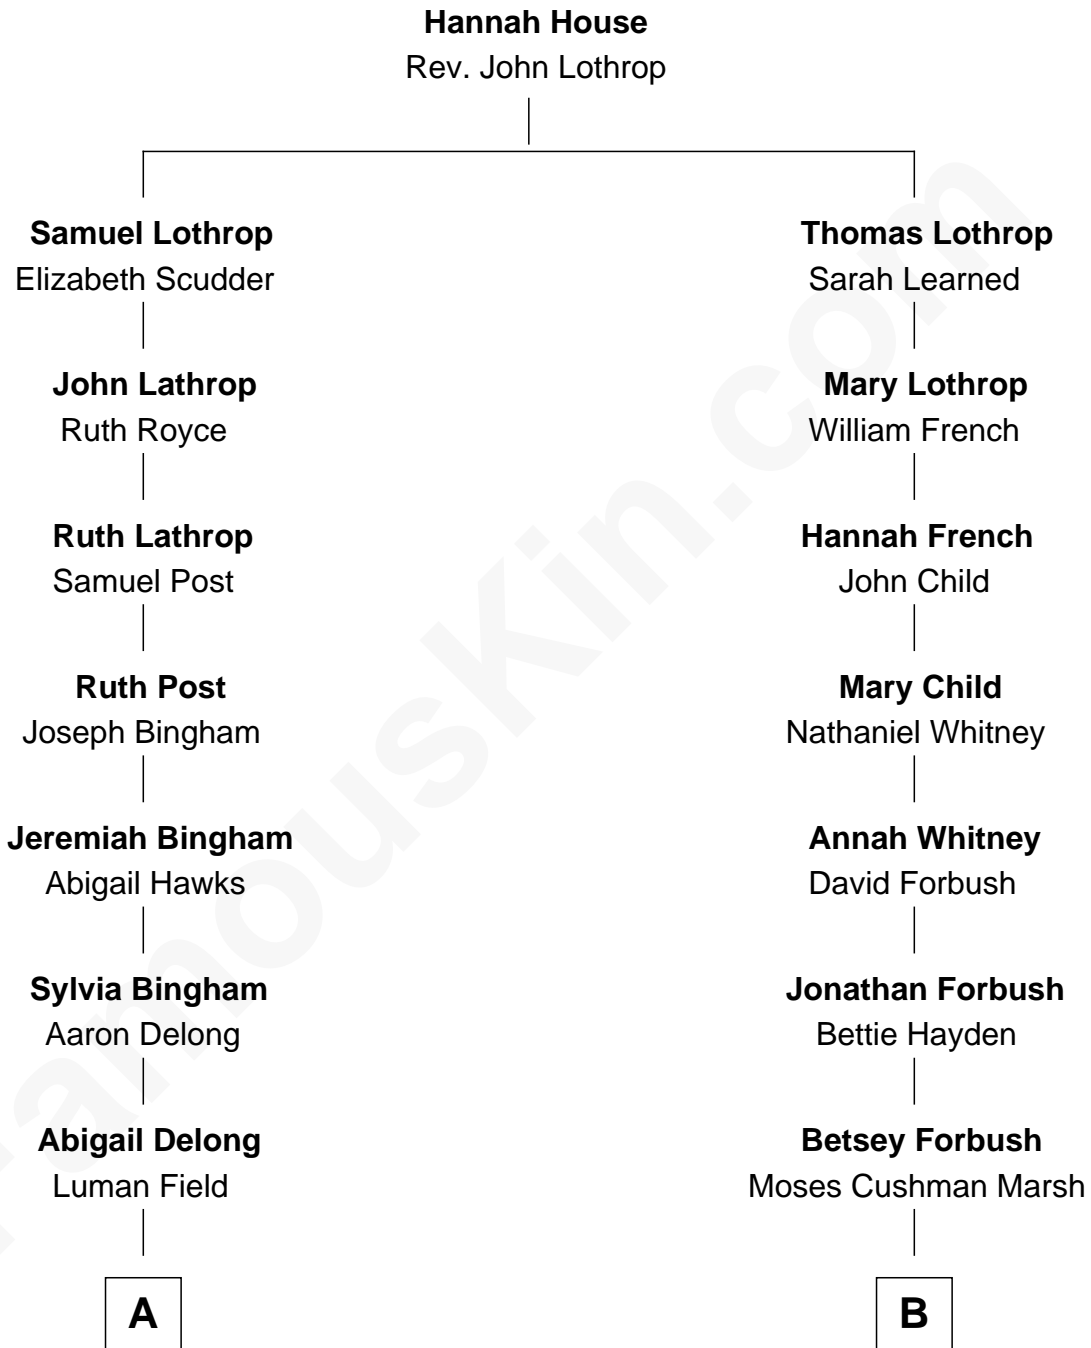 Hannah House
Rev. John Lothrop
Samuel Lothrop
Elizabeth Scudder
John Lathrop
Ruth Royce
Ruth Lathrop
Samuel Post
Ruth Post
Joseph Bingham
Jeremiah Bingham
Abigail Hawks
Sylvia Bingham
Aaron Delong
Abigail Delong
Luman Field
A
Thomas Lothrop
Sarah Learned
Mary Lothrop
William French
Hannah French
John Child
Mary Child
Nathaniel Whitney
Annah Whitney
David Forbush
Jonathan Forbush
Bettie Hayden
Betsey Forbush
Moses Cushman Marsh
B
FamousKin.com